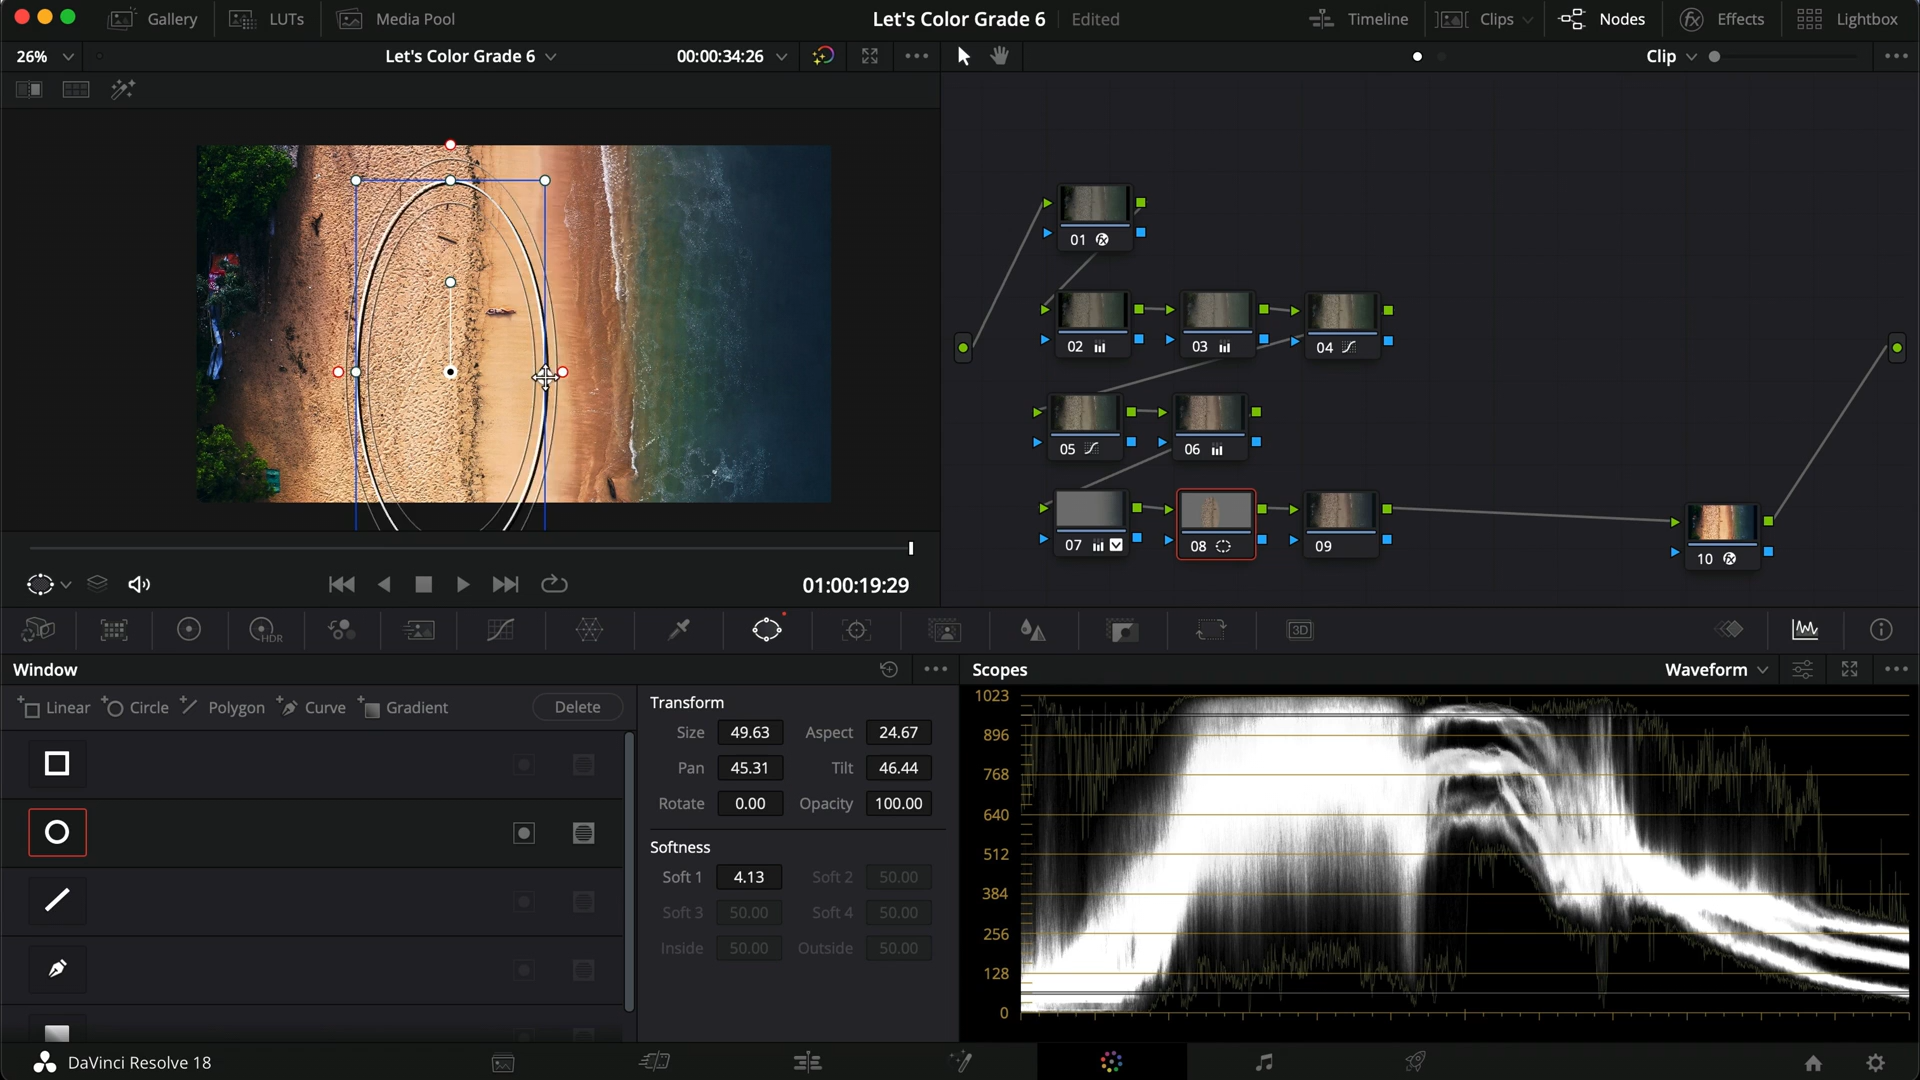 Gallery
LUTs
Media Pool
Let's Color Grade 6
Edited
Timeline
Clips
Nodes
Effects
Lightbox
26%
Let's Color Grade 6
00:00:34:26
Clip
01
02
03
04
05
06
07
08
09
10
01:00:19:29
HDR
3D
Window
Linear
Circle
Polygon
Curve
Gradient
Delete
Transform
Size 49.63 Aspect 24.67
Pan 45.31 Tilt 46.44
Rotate 0.00 Opacity 100.00
Softness
Soft 1 4.13 Soft 2 50.00
Soft 3 50.00 Soft 4 50.00
Inside 50.00 Outside 50.00
Scopes
Waveform
1023
896
768
640
512
384
256
128
0
DaVinci Resolve 18